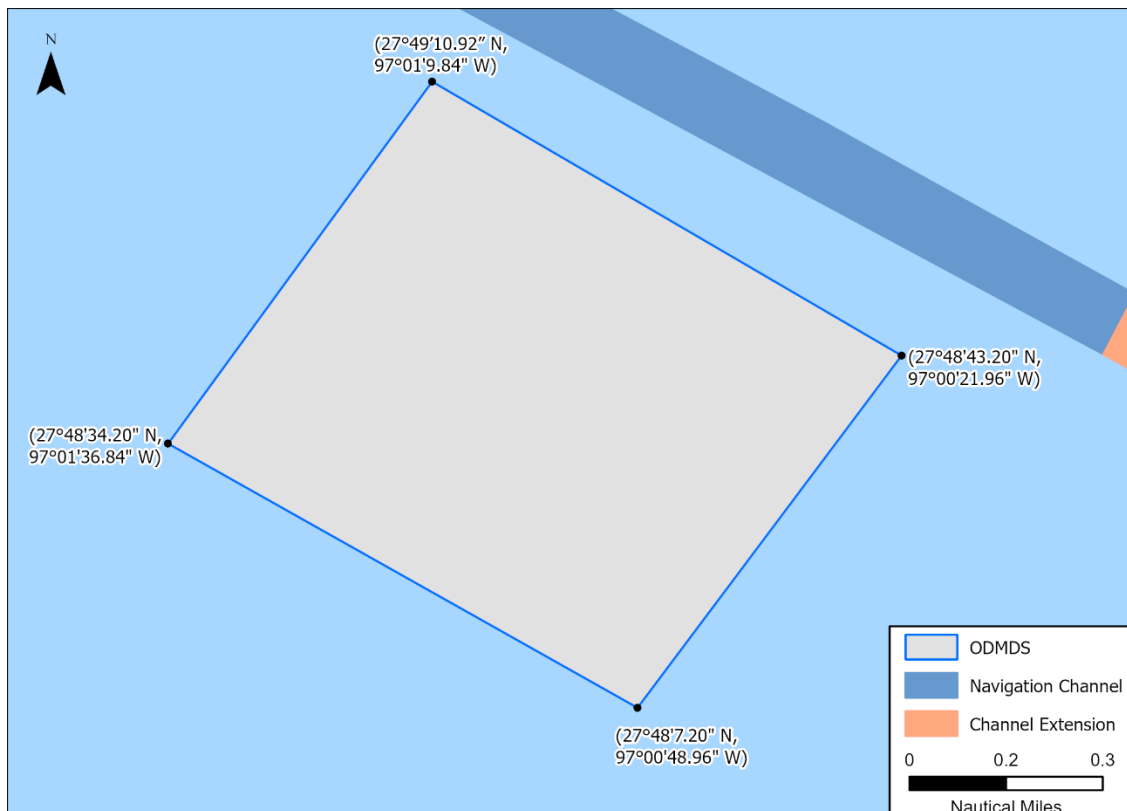 N
(27°49’10.92” N,
97°01'9.84" W)
(27°48'43.20" N,
97°00'21.96" W)
(27°48'34.20" N,
97°01'36.84" W)
(27°48'7.20" N,
97°00'48.96" W)
ODMDS
Navigation Channel
Channel Extension
0 0.2 0.3
Nautical Miles